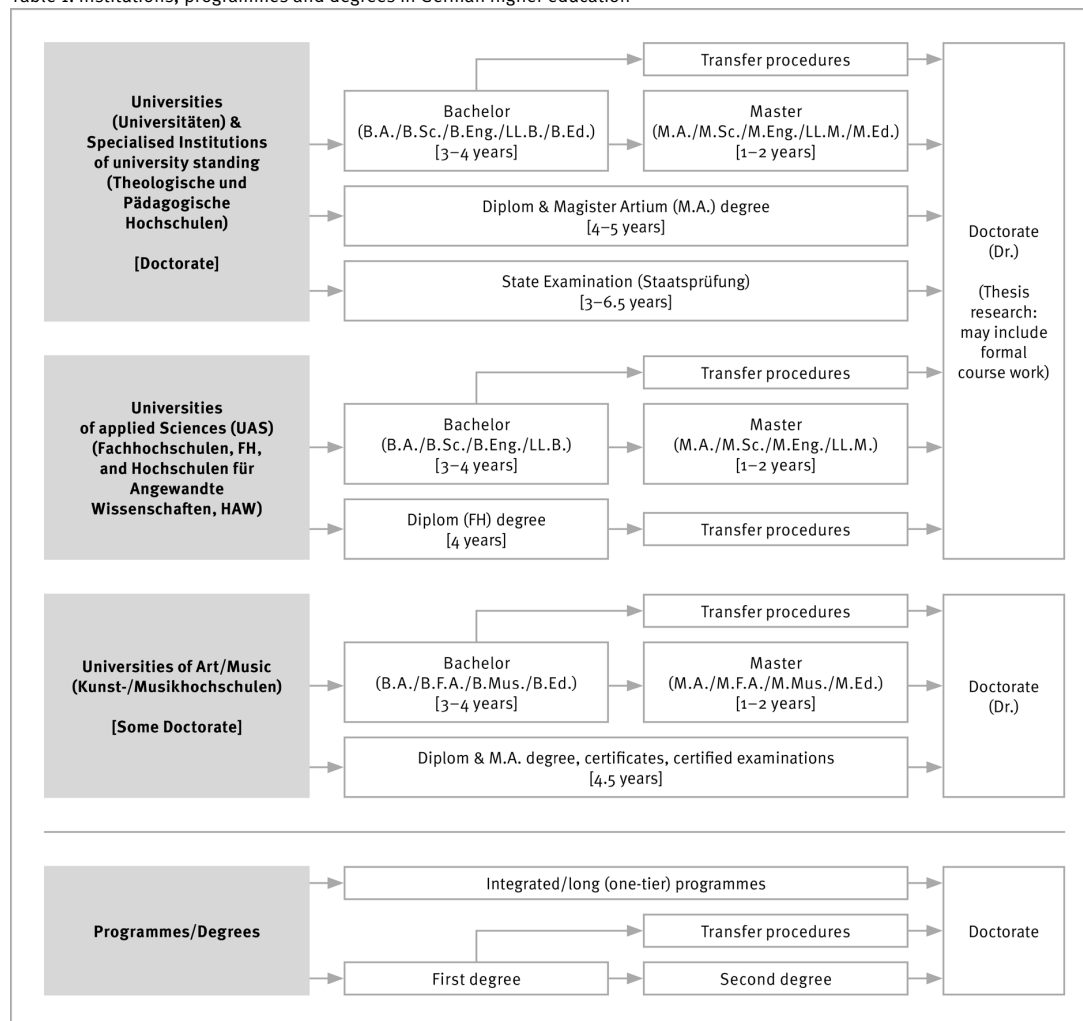 Table 1: Institutions, programmes and degrees in German higher education
Universities
(Universitäten) &
Specialised Institutions
of university standing
(Theologische und
Pädagogische
Hochschulen)
[Doctorate]
Transfer procedures
Bachelor
(B.A./B.Sc./B.Eng./LL.B./B.Ed.)
[3–4 years]
Master
(M.A./M.Sc./M.Eng./LL.M./M.Ed.)
[1–2 years]
Diplom & Magister Artium (M.A.) degree
[4–5 years]
State Examination (Staatsprüfung)
[3–6.5 years]
Doctorate
(Dr.)
(Thesis
research:
may include
formal
course work)
Universities
of applied Sciences (UAS)
(Fachhochschulen, FH,
and Hochschulen für
Angewandte
Wissenschaften, HAW)
Transfer procedures
Bachelor
(B.A./B.Sc./B.Eng./LL.B.)
[3–4 years]
Master
(M.A./M.Sc./M.Eng./LL.M.)
[1–2 years]
Diplom (FH) degree
[4 years]
Transfer procedures
Universities of Art/Music
(Kunst-/Musikhochschulen)
[Some Doctorate]
Transfer procedures
Bachelor
(B.A./B.F.A./B.Mus./B.Ed.)
[3–4 years]
Master
(M.A./M.F.A./M.Mus./M.Ed.)
[1–2 years]
Diplom & M.A. degree, certificates, certified examinations
[4.5 years]
Doctorate
(Dr.)
Programmes/Degrees
Integrated/long (one-tier) programmes
Transfer procedures
First degree
Second degree
Doctorate